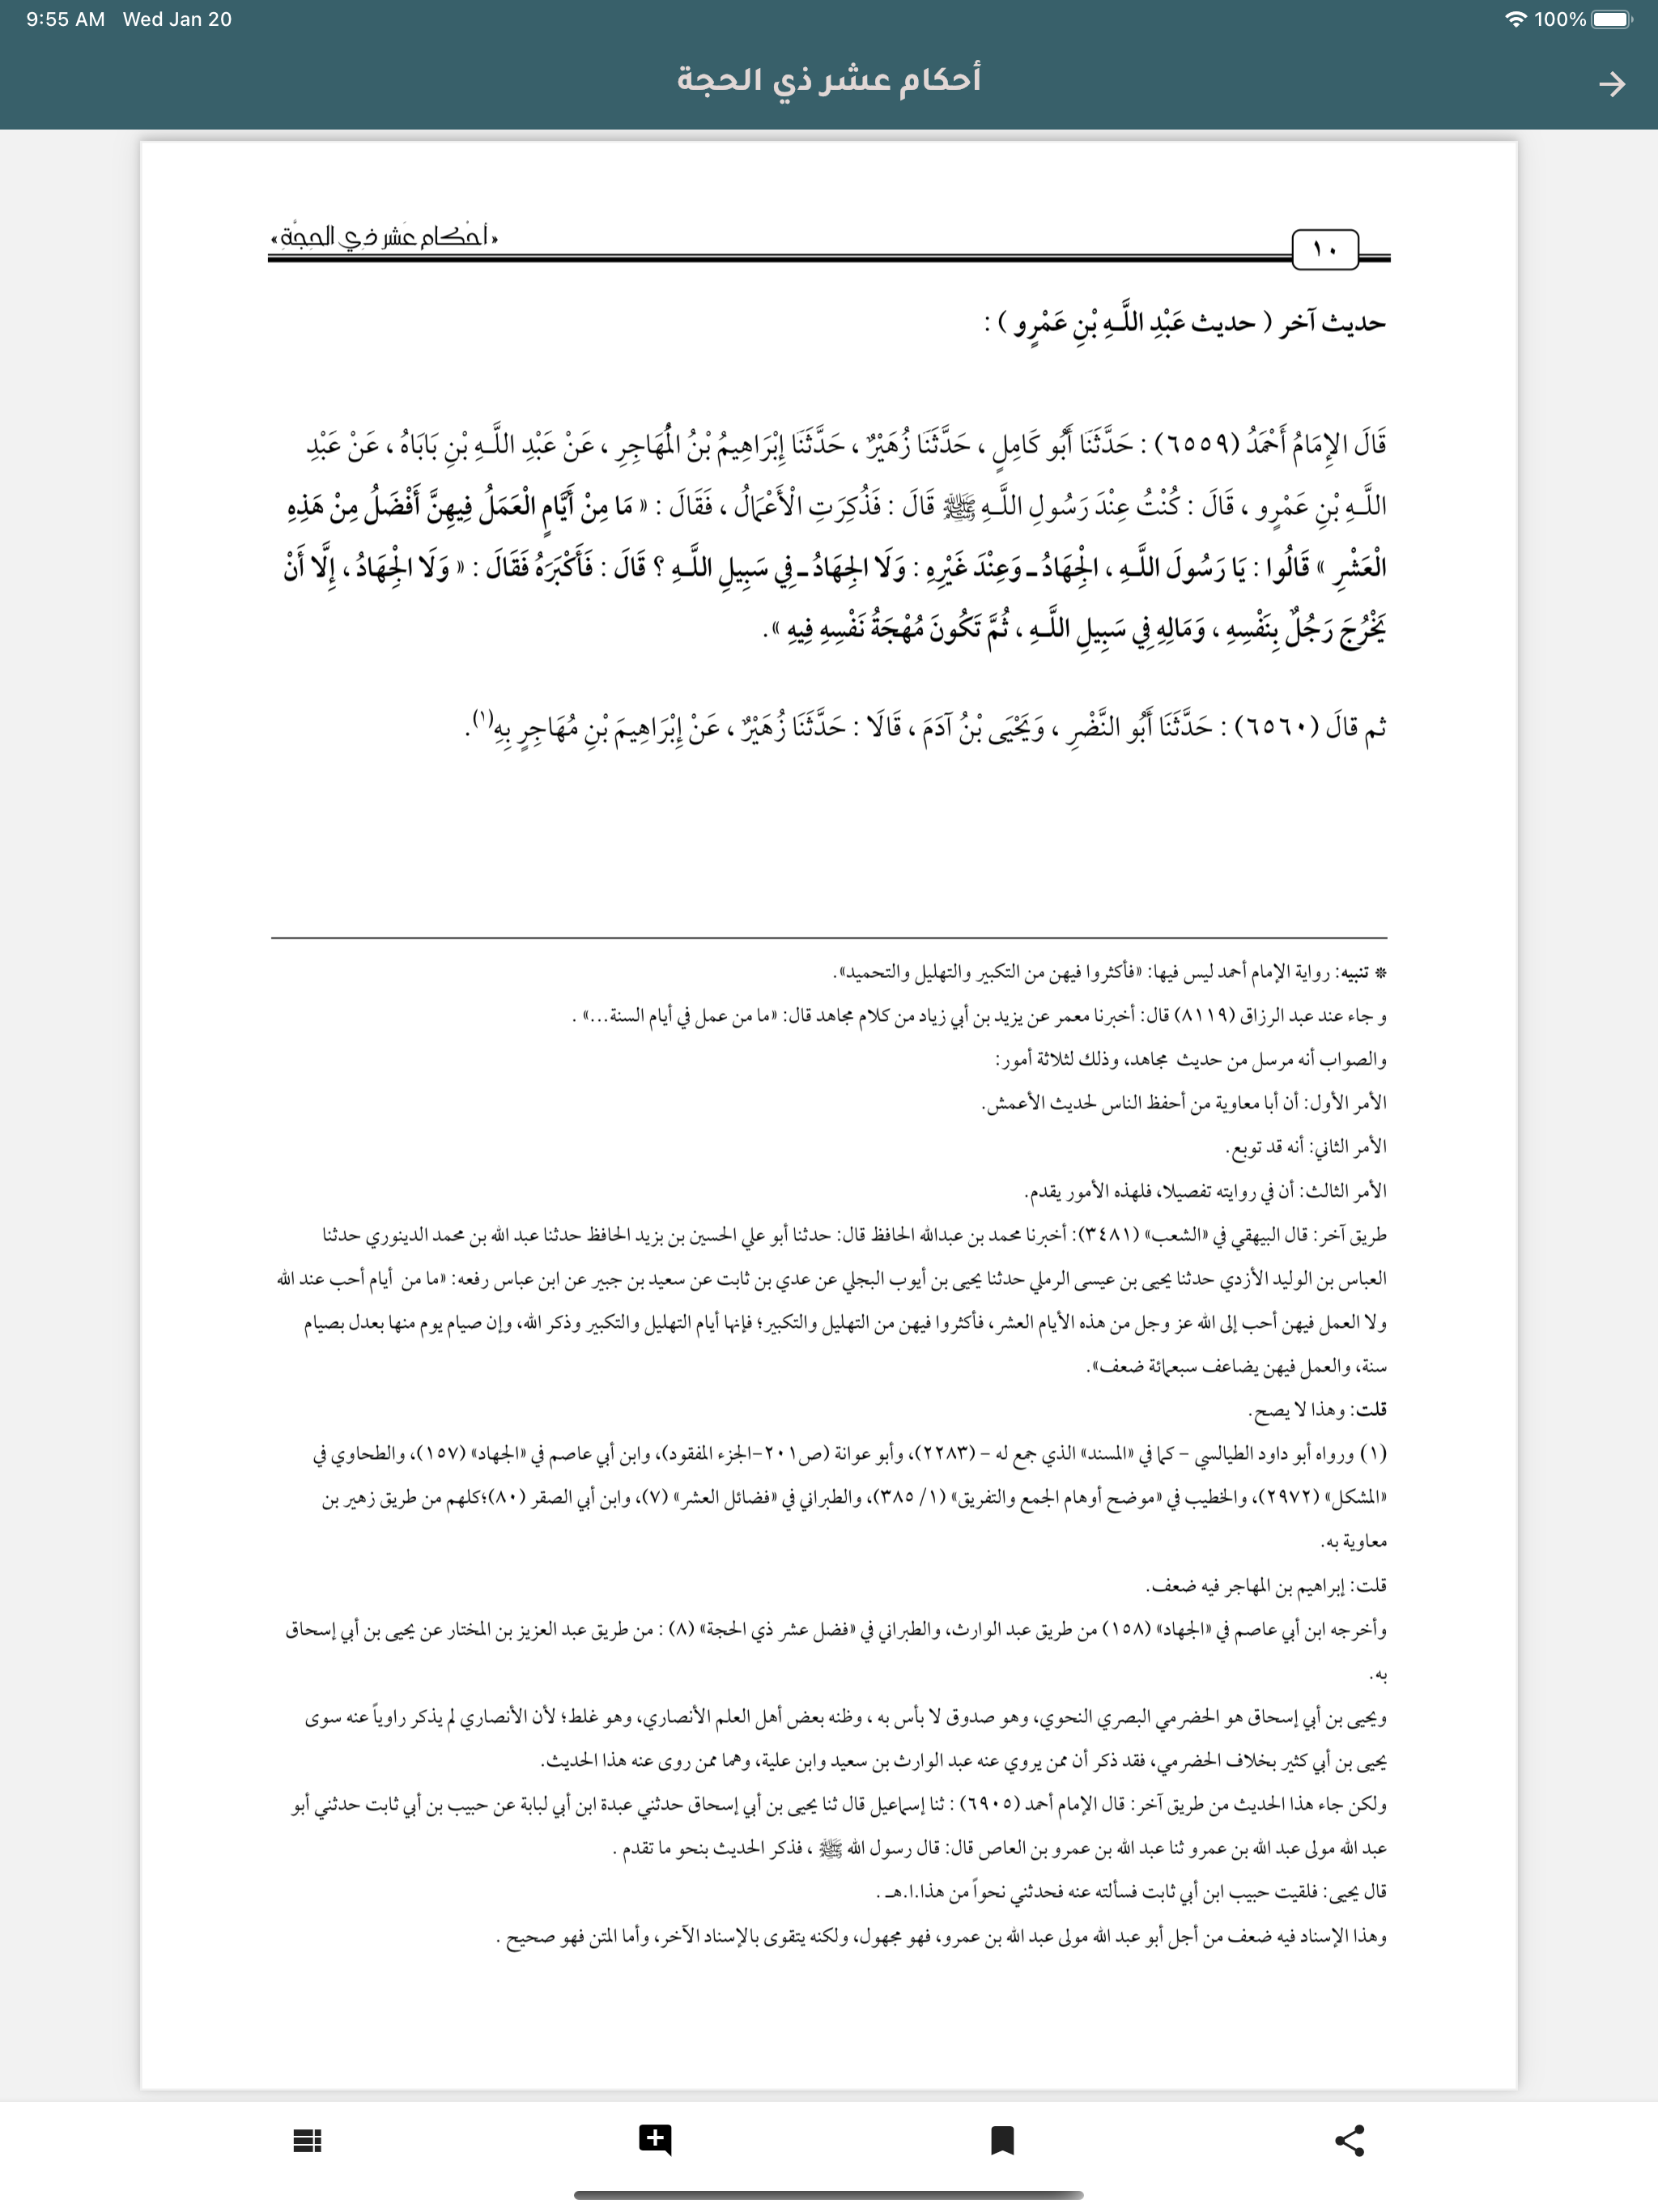 9:55 AM Wed Jan 20
100%
أحكام عشر ذي الحجة
١٠
«أحكام عشر ذي الحجة»
حديث آخر ( حديث عَبْدِ اللَّـهِ بْنِ عَمْرٍو ) :
قَالَ الإِمَامُ أَحْمَدُ (٦٥٥٩) : حَدَّثَنَا أَبُو كَامِلٍ ، حَدَّثَنَا زُهَيْرٌ ، حَدَّثَنَا إِبْرَاهِيمُ بْنُ الْمُهَاجِرِ ، عَنْ عَبْدِ اللَّـهِ بْنِ بَابَاهُ ، عَنْ عَبْدِ
اللَّـهِ بْنِ عَمْرٍو ، قَالَ : كُنْتُ عِنْدَ رَسُولِ اللَّـهِ ﷺ قَالَ : فَذُكِرَتِ الْأَعْمَالُ ، فَقَالَ : « مَا مِنْ أَيَّامٍ الْعَمَلُ فِيهِنَّ أَفْضَلُ مِنْ هَذِهِ
الْعَشْرِ » قَالُوا : يَا رَسُولَ اللَّـهِ ، الْجِهَادُ ـ وَعِنْدَ غَيْرِهِ : وَلَا الجِهَادُ ـ فِي سَبِيلِ اللَّـهِ ؟ قَالَ : فَأَكْبَرَهُ فَقَالَ : « وَلَا الْجِهَادُ ، إِلَّا أَنْ
يَخْرُجَ رَجُلٌ بِنَفْسِهِ ، وَمَالِهِ فِي سَبِيلِ اللَّـهِ ، ثُمَّ تَكُونَ مُهْجَةُ نَفْسِهِ فِيهِ ».
ثم قالَ (٦٥٦٠) : حَدَّثَنَا أَبُو النَّضْرِ ، وَيَحْيَى بْنُ آدَمَ ، قَالَا : حَدَّثَنَا زُهَيْرٌ ، عَنْ إِبْرَاهِيمَ بْنِ مُهَاجِرٍ بِهِ(١).
* تنبيه: رواية الإمام أحمد ليس فيها: «فأكثروا فيهن من التكبير والتهليل والتحميد».
و جاء عند عبد الرزاق (٨١١٩) قال: أخبرنا معمر عن يزيد بن أبي زياد من كلام مجاهد قال: «ما من عمل في أيام السنة...» .
والصواب أنه مرسل من حديث مجاهد، وذلك لثلاثة أمور:
الأمر الأول: أن أبا معاوية من أحفظ الناس لحديث الأعمش.
الأمر الثاني: أنه قد توبع.
الأمر الثالث: أن في روايته تفصيلا، فلهذه الأمور يقدم.
طريق آخر: قال البيهقي في «الشعب» (٣٤٨١): أخبرنا محمد بن عبدالله الحافظ قال: حدثنا أبو علي الحسين بن يزيد الحافظ حدثنا عبد الله بن محمد الدينوري حدثنا
العباس بن الوليد الأزدي حدثنا يحيى بن عيسى الرملي حدثنا يحيى بن أيوب البجلي عن عدي بن ثابت عن سعيد بن جبير عن ابن عباس رفعه: «ما من أيام أحب عند الله
ولا العمل فيهن أحب إلى الله عز وجل من هذه الأيام العشر، فأكثروا فيهن من التهليل والتكبير؛ فإنها أيام التهليل والتكبير وذكر الله، وإن صيام يوم منها بعدل بصيام
سنة، والعمل فيهن يضاعف سبعمائة ضعف».
قلت: وهذا لا يصح.
(١) ورواه أبو داود الطيالسي – كما في «المسند» الذي جمع له – (٢٢٨٣)، وأبو عوانة (ص٢٠١–الجزء المفقود)، وابن أبي عاصم في «الجهاد» (١٥٧)، والطحاوي في
«المشكل» (٢٩٧٢)، والخطيب في «موضح أوهام الجمع والتفريق» (١/ ٣٨٥)، والطبراني في «فضائل العشر» (٧)، وابن أبي الصقر (٨٠)؛كلهم من طريق زهير بن
معاوية به.
قلت: إبراهيم بن المهاجر فيه ضعف.
وأخرجه ابن أبي عاصم في «الجهاد» (١٥٨) من طريق عبد الوارث، والطبراني في «فضل عشر ذي الحجة» (٨) : من طريق عبد العزيز بن المختار عن يحيى بن أبي إسحاق
به.
ويحيى بن أبي إسحاق هو الحضرمي البصري النحوي، وهو صدوق لا بأس به ، وظنه بعض أهل العلم الأنصاري، وهو غلط؛ لأن الأنصاري لم يذكر راوياً عنه سوى
يحيى بن أبي كثير بخلاف الحضرمي، فقد ذكر أن ممن يروي عنه عبد الوارث بن سعيد وابن علية، وهما ممن روى عنه هذا الحديث.
ولكن جاء هذا الحديث من طريق آخر: قال الإمام أحمد (٦٩٠٥) : ثنا إسماعيل قال ثنا يحيى بن أبي إسحاق حدثني عبدة ابن أبي لبابة عن حبيب بن أبي ثابت حدثني أبو
عبد الله مولى عبد الله بن عمرو ثنا عبد الله بن عمرو بن العاص قال: قال رسول الله ﷺ ، فذكر الحديث بنحو ما تقدم .
قال يحيى: فلقيت حبيب ابن أبي ثابت فسألته عنه فحدثني نحواً من هذا.ا.هـ .
وهذا الإسناد فيه ضعف من أجل أبو عبد الله مولى عبد الله بن عمرو، فهو مجهول، ولكنه يتقوى بالإسناد الآخر، وأما المتن فهو صحيح .